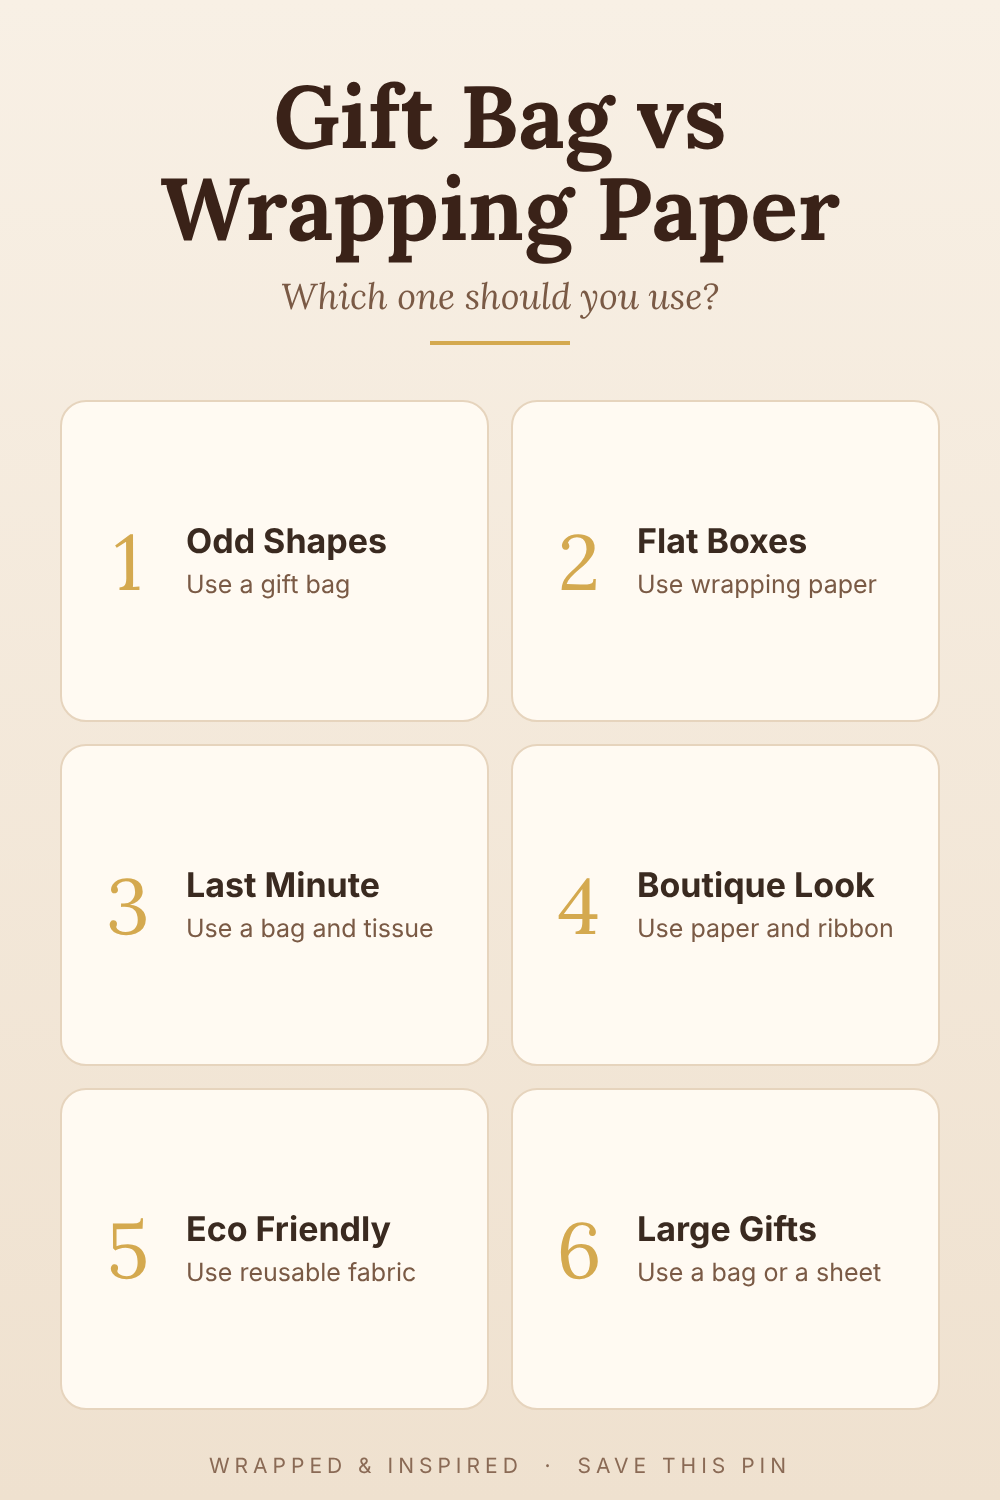 Gift Bag vs
Wrapping Paper
Which one should you use?
1
Odd Shapes
Use a gift bag
2
Flat Boxes
Use wrapping paper
3
Last Minute
Use a bag and tissue
4
Boutique Look
Use paper and ribbon
5
Eco Friendly
Use reusable fabric
6
Large Gifts
Use a bag or a sheet
WRAPPED & INSPIRED · SAVE THIS PIN